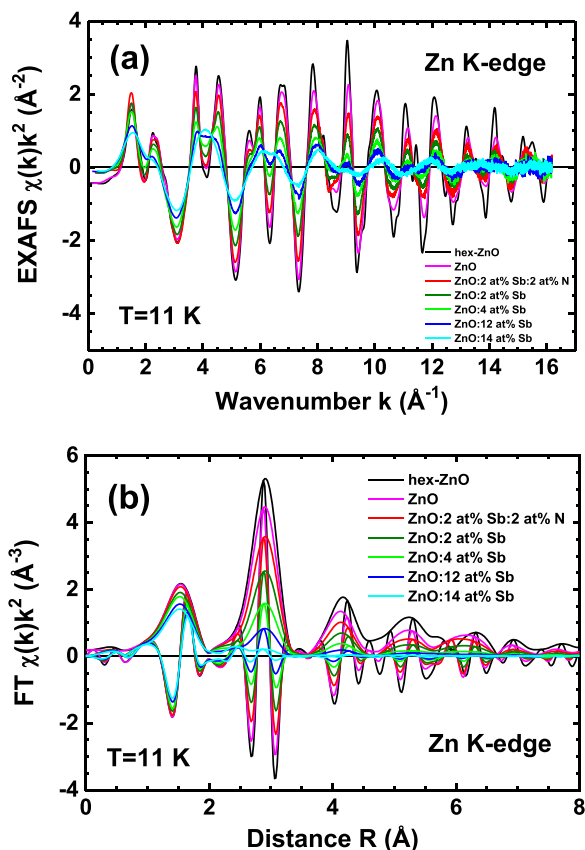 (a)
Zn K-edge
EXAFS χ(k)k² (Å⁻²)
4
2
0
-2
-4
hex-ZnO
ZnO
ZnO:2 at% Sb:2 at% N
ZnO:2 at% Sb
ZnO:4 at% Sb
ZnO:12 at% Sb
ZnO:14 at% Sb
T=11 K
0 2 4 6 8 10 12 14 16
Wavenumber k (Å⁻¹)
(b)
hex-ZnO
ZnO
ZnO:2 at% Sb:2 at% N
ZnO:2 at% Sb
ZnO:4 at% Sb
ZnO:12 at% Sb
ZnO:14 at% Sb
FT χ(k)k² (Å⁻³)
6
4
2
0
-2
-4
T=11 K
Zn K-edge
0 2 4 6 8
Distance R (Å)